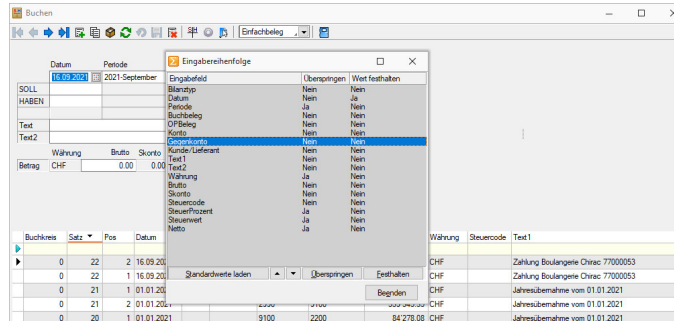 Buchen
Einfachbeleg
Datum Periode
16.09.2021 2021-September
SOLL
HABEN
Text
Text2
Währung Brutto Skonto
Betrag CHF 0.00 0.00
Eingabereihenfolge
Eingabefeld Überspringen Wert festhalten
Bilanztyp Nein Nein
Datum Nein Ja
Periode Ja Nein
Buchbeleg Nein Nein
OPBeleg Nein Nein
Konto Nein Nein
Gegenkonto Nein Nein
Kunde/Lieferant Nein Nein
Text1 Nein Nein
Text2 Nein Nein
Währung Ja Nein
Brutto Nein Nein
Skonto Nein Nein
Steuercode Nein Nein
SteuerProzent Ja Nein
Steuerwert Ja Nein
Netto Ja Nein
Standardwerte laden Überspringen Festhalten
Beenden
Buchkreis Satz Pos Datum Währung Steuercode Text1
0 22 2 16.09.20 CHF Zahlung Boulangerie Chirac 77000053
0 22 1 16.09.20 CHF Zahlung Boulangerie Chirac 77000053
0 21 1 01.01.20 CHF Jahresübernahme vom 01.01.2021
0 21 2 01.01.2021 CHF Jahresübernahme vom 01.01.2021
0 20 1 01.01.2021 9100 2200 84'278.08 CHF Jahresübernahme vom 01.01.2021